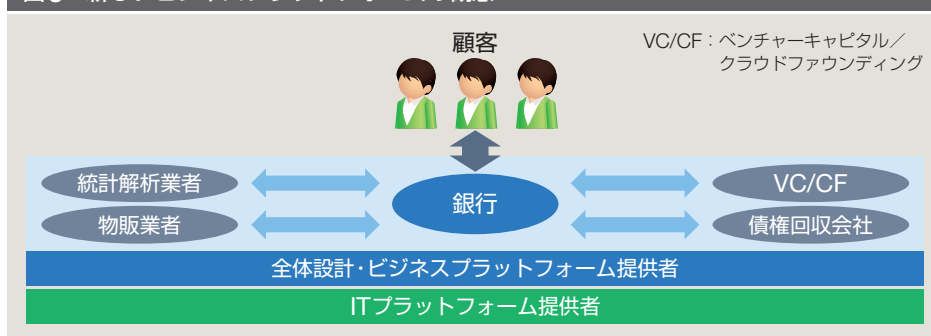 顧客
VC/CF：ベンチャーキャピタル／
クラウドファウンディング
統計解析業者
銀行
VC/CF
物販業者
債権回収会社
全体設計・ビジネスプラットフォーム提供者
ITプラットフォーム提供者